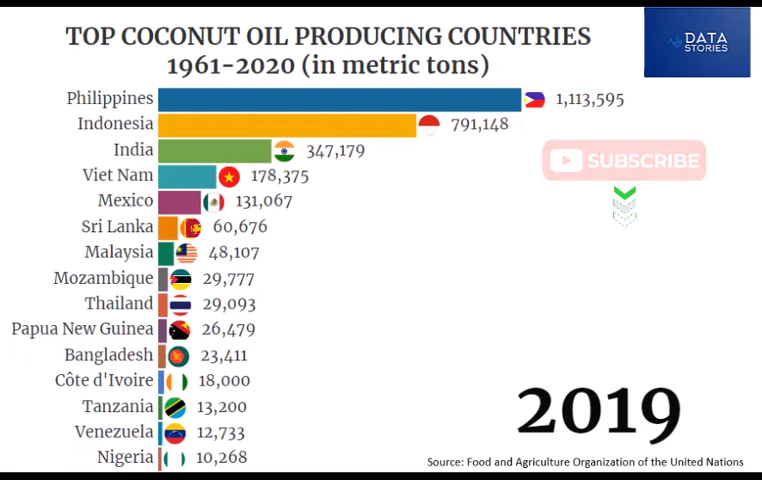 TOP COCONUT OIL PRODUCING COUNTRIES
1961-2020 (in metric tons)
DATA
STORIES
Philippines 1,113,595
Indonesia 791,148
India 347,179
SUBSCRIBE
Viet Nam 178,375
Mexico 131,067
Sri Lanka 60,676
Malaysia 48,107
Mozambique 29,777
Thailand 29,093
Papua New Guinea 26,479
Bangladesh 23,411
Côte d'Ivoire 18,000
Tanzania 13,200
Venezuela 12,733
Nigeria 10,268
2019
Source: Food and Agriculture Organization of the United Nations